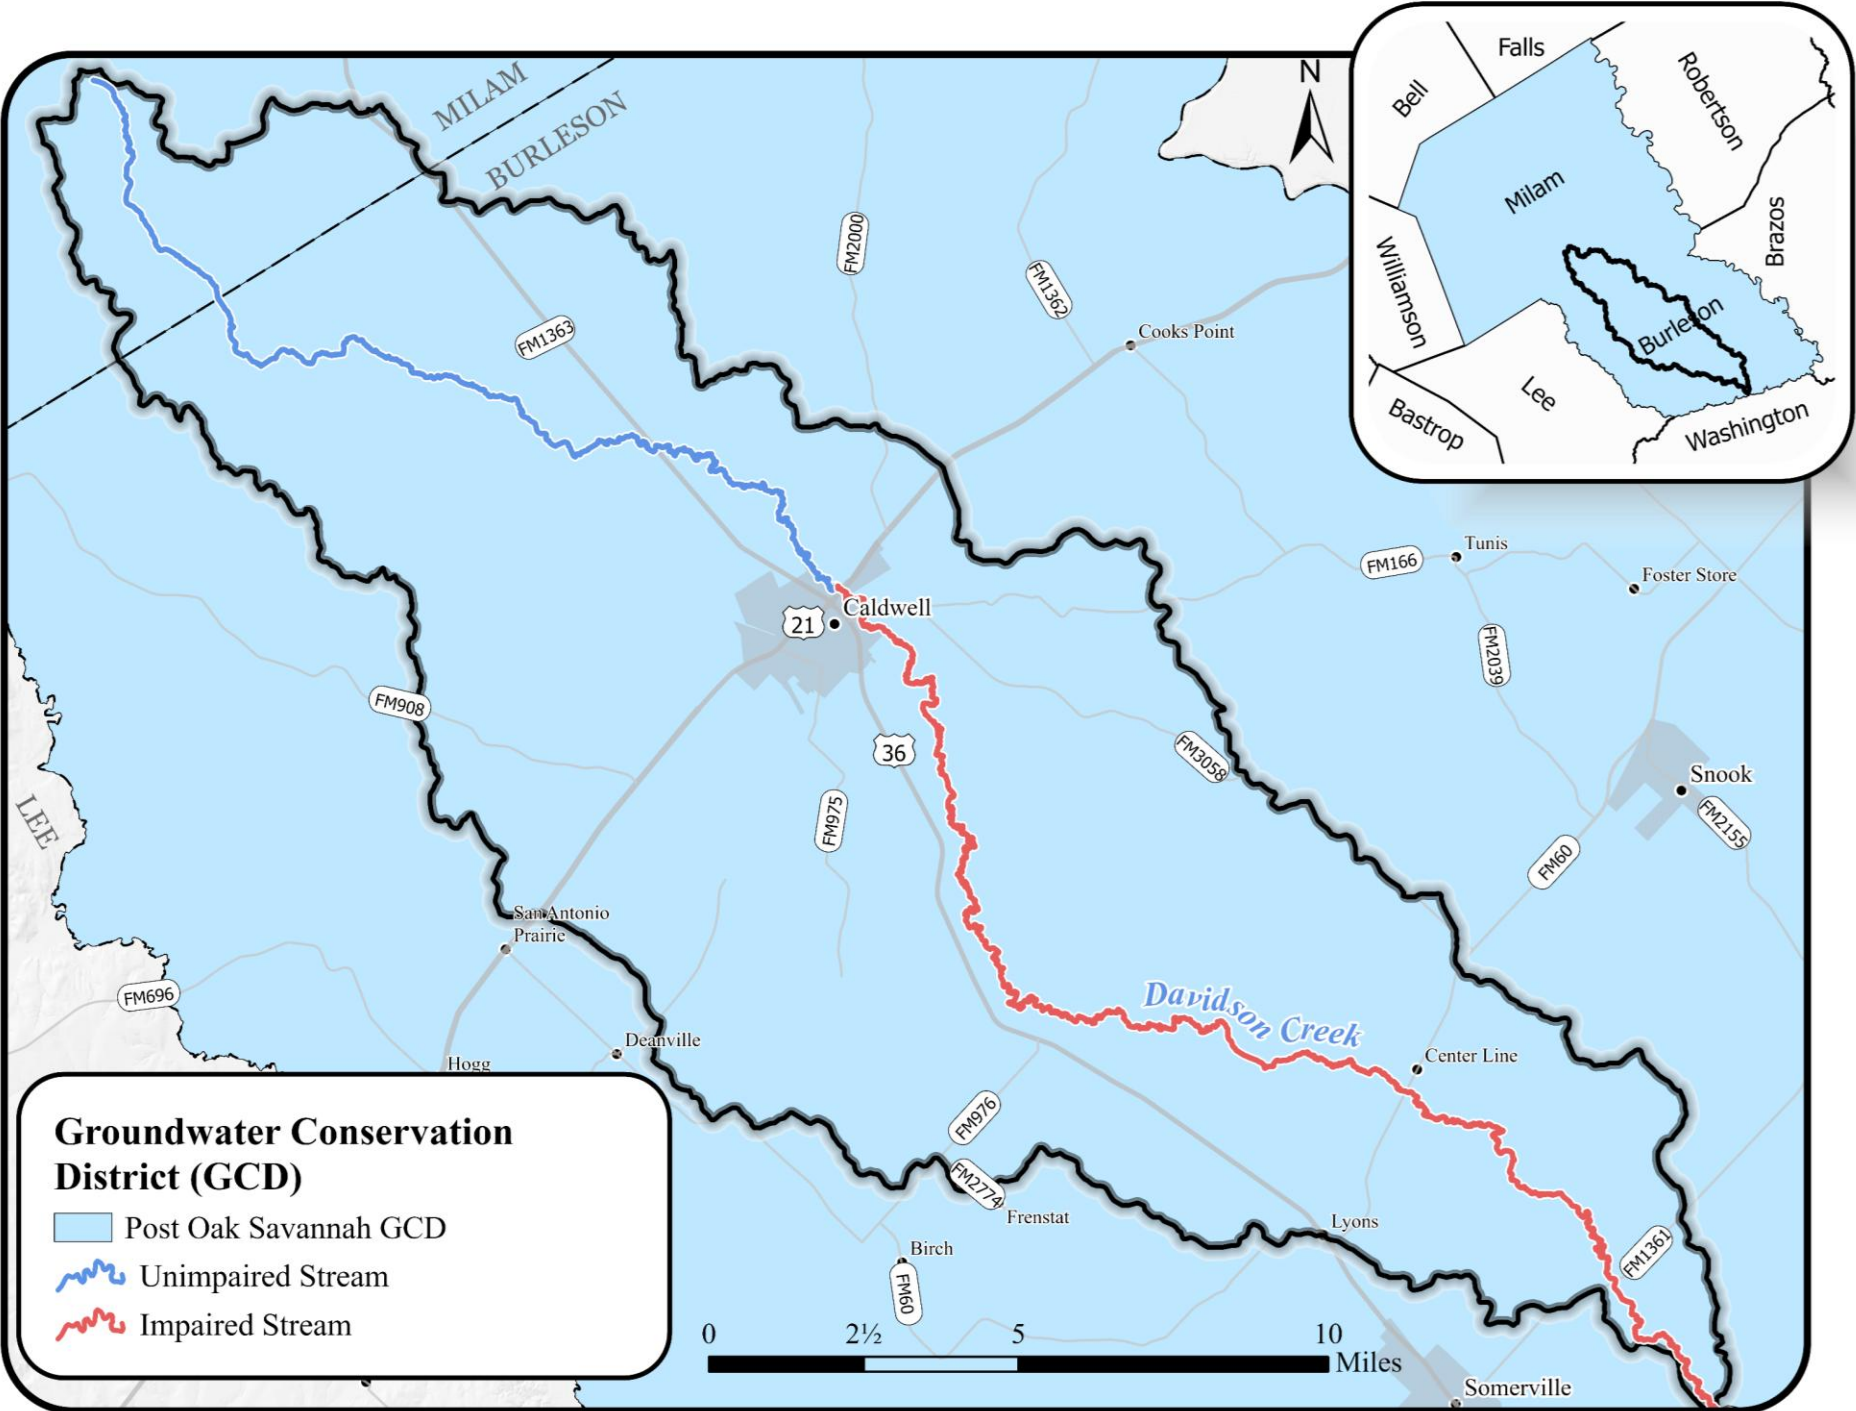 MILAM
BURLESON
N
FM2000
FM1362
FM1363
Cooks Point
Falls
Bell
Robertson
Milam
Brazos
Williamson
Burleson
Lee
Bastrop
Washington
FM166
Tunis
Foster Store
Caldwell
21
FM2039
FM908
36
FM3058
Snook
FM975
FM2155
LEE
FM60
San Antonio
Prairie
FM696
Davidson Creek
Deanville
Center Line
Hogg
FM976
FM2774
Frenstat
Lyons
Birch
FM1361
FM60
Groundwater Conservation
District (GCD)
Post Oak Savannah GCD
Unimpaired Stream
Impaired Stream
0 2½ 5 10
Miles
Somerville